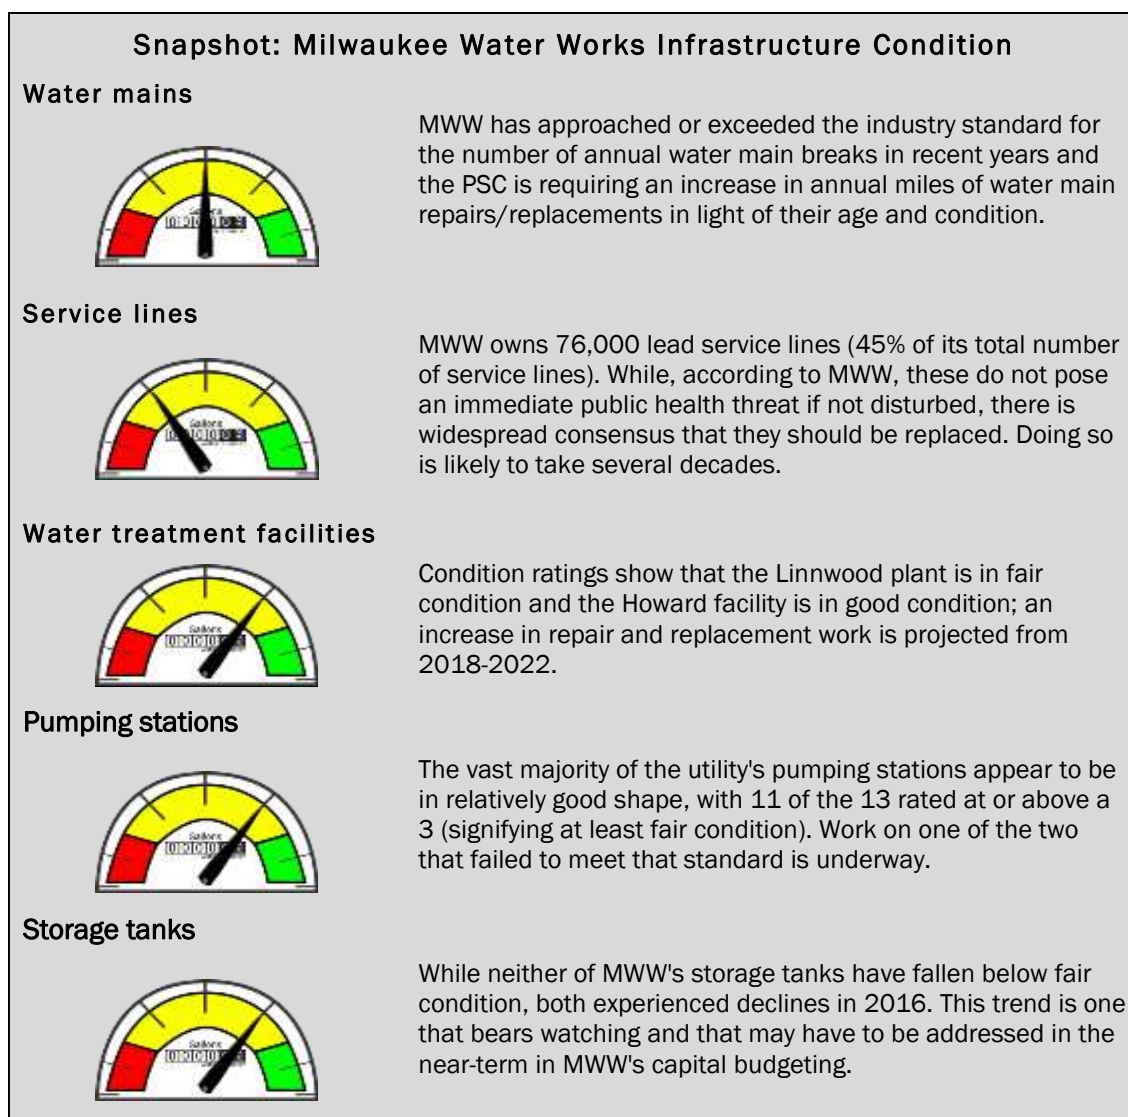 Snapshot: Milwaukee Water Works Infrastructure Condition
Water mains
MWW has approached or exceeded the industry standard for
the number of annual water main breaks in recent years and
the PSC is requiring an increase in annual miles of water main
repairs/replacements in light of their age and condition.
Gallons
Service lines
MWW owns 76,000 lead service lines (45% of its total number
of service lines). While, according to MWW, these do not pose
an immediate public health threat if not disturbed, there is
widespread consensus that they should be replaced. Doing so
is likely to take several decades.
Gallons
Water treatment facilities
Condition ratings show that the Linnwood plant is in fair
condition and the Howard facility is in good condition; an
increase in repair and replacement work is projected from
2018-2022.
Gallons
Pumping stations
The vast majority of the utility's pumping stations appear to be
in relatively good shape, with 11 of the 13 rated at or above a
3 (signifying at least fair condition). Work on one of the two
that failed to meet that standard is underway.
Gallons
Storage tanks
While neither of MWW's storage tanks have fallen below fair
condition, both experienced declines in 2016. This trend is one
that bears watching and that may have to be addressed in the
near-term in MWW's capital budgeting.
Gallons